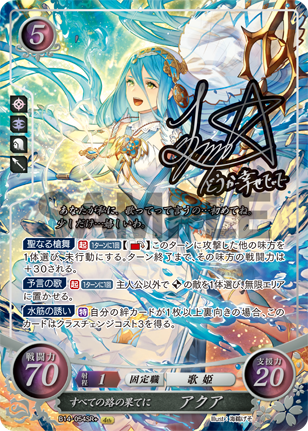 5
あなたが私に、歌ってって言うの…初めてね。
少しだけ…嬉しいわ。
聖なる槍舞 起 1ターンに1回 このターンに攻撃した他の味方を
1体選び、未行動にする。ターン終了まで、その味方の戦闘力は
+30される。
予言の歌 起 1ターンに1回 主人公以外で の敵を1体選び、無限エリア
に置かせる。
水筋の誘い 特 自分の絆カードが1枚以上裏向きの場合、この
カードはクラスチェンジコスト3を得る。
戦闘力
70
射程 1 固定職 歌姫
支援力
20
すべての路の果てに アクア
B14-054SR+ 4th
Illust.